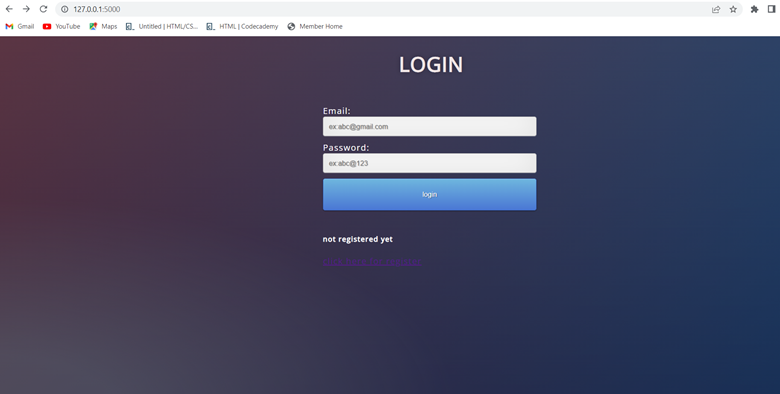 127.0.0.1:5000
Gmail YouTube Maps Untitled | HTML/CS... HTML | Codecademy Member Home
LOGIN
Email:
ex:abc@gmail.com
Password:
ex:abc@123
login
not registered yet